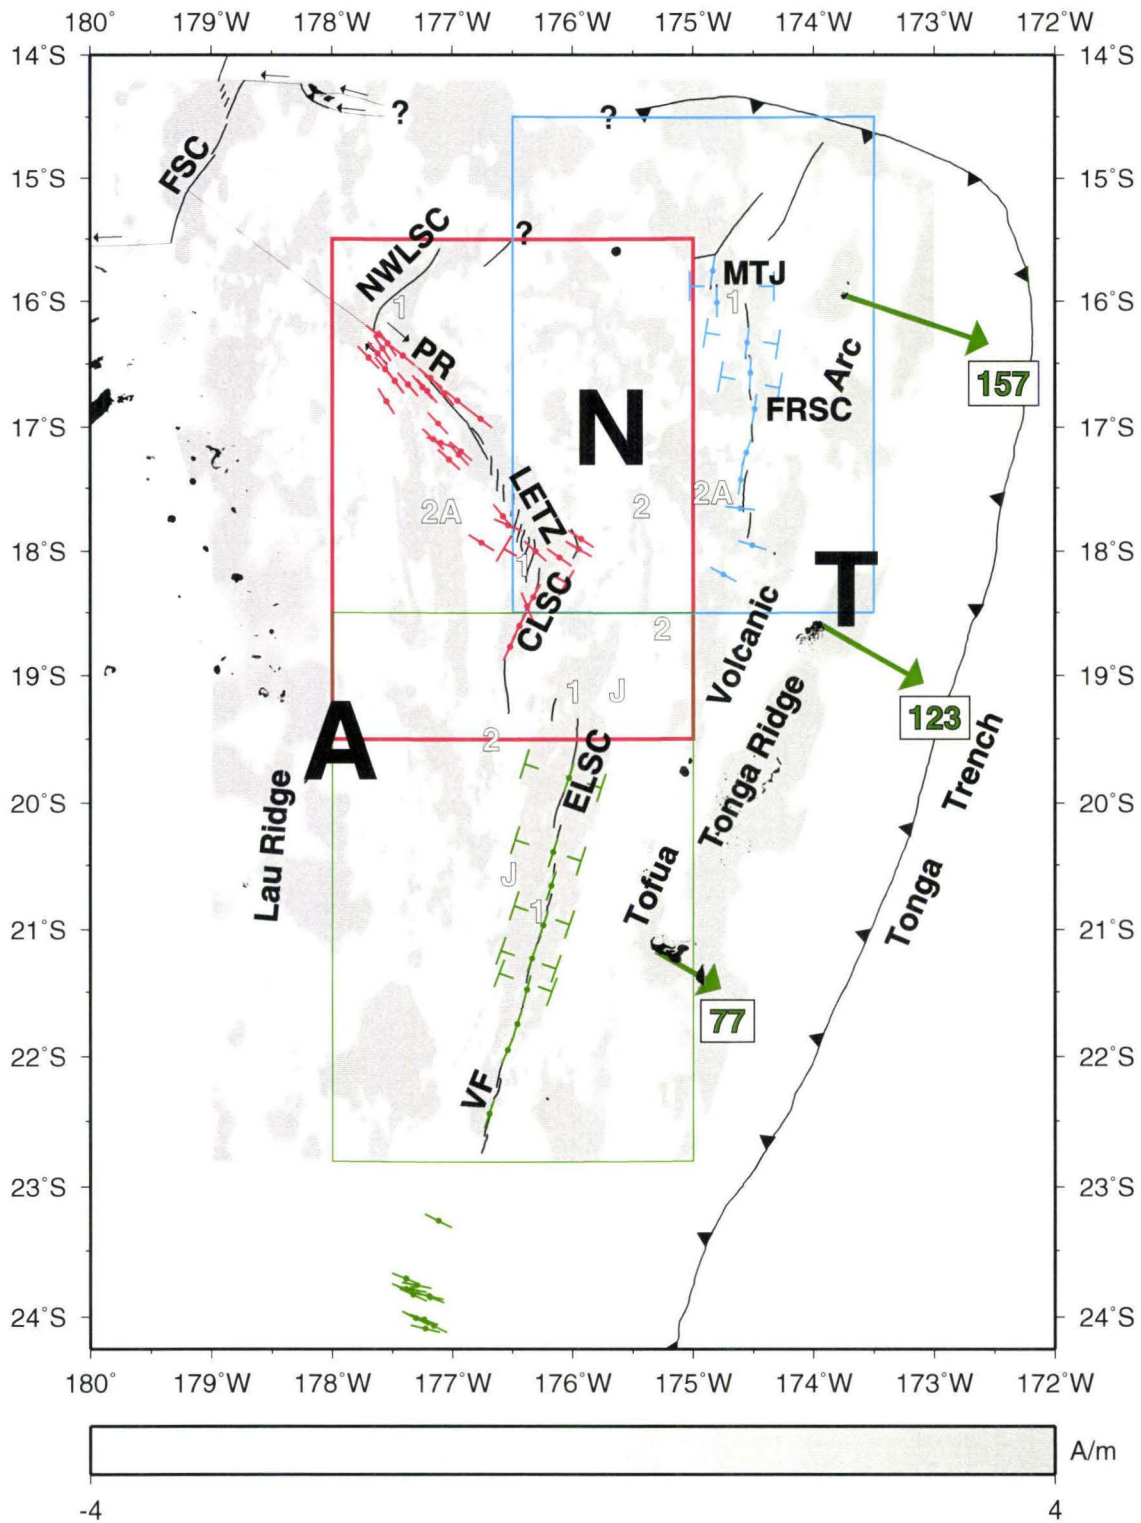 180° 179°W 178°W 177°W 176°W 175°W 174°W 173°W 172°W
14°S 14°S
?
?
FSC
15°S 15°S
?
NWLSC
MTJ
16°S 1 1 16°S
PR
Arc
157
FRSC
N
17°S 17°S
LETZ
2A 2 2A
18°S 1 18°S
T
CLSC
2
Volcanic
19°S 1 J 19°S
123
A 2
ELSC
Tonga Ridge
Trench
20°S 20°S
Lau Ridge
J
Tofua
1
Tonga
21°S 21°S
77
22°S 22°S
VF
23°S 23°S
24°S 24°S
180° 179°W 178°W 177°W 176°W 175°W 174°W 173°W 172°W
A/m
-4 4